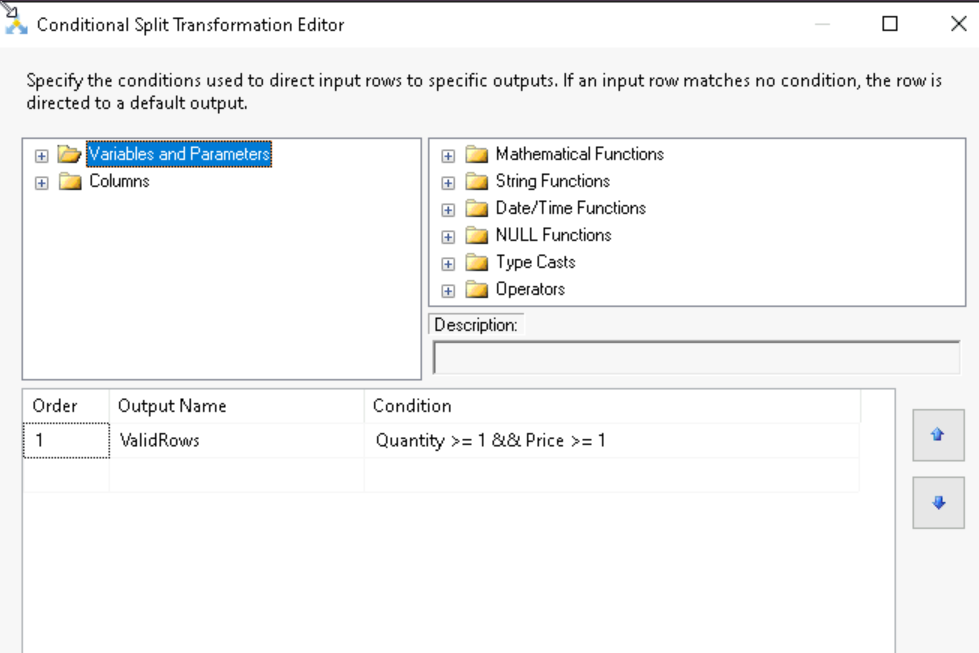 Conditional Split Transformation Editor
Specify the conditions used to direct input rows to specific outputs. If an input row matches no condition, the row is
directed to a default output.
Variables and Parameters
Columns
Mathematical Functions
String Functions
Date/Time Functions
NULL Functions
Type Casts
Operators
Description:
Order Output Name Condition
1 ValidRows Quantity >= 1 && Price >= 1